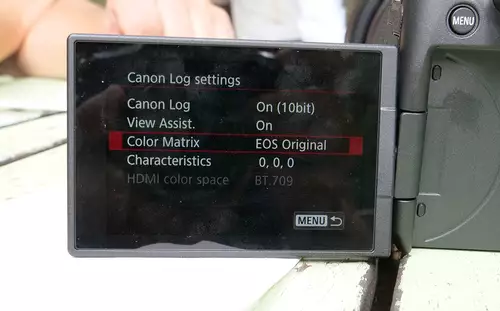 MENU
Canon Log settings
Canon Log On (10bit)
View Assist. On
Color Matrix EOS Original
Characteristics 0, 0, 0
HDMI color space BT.709
MENU